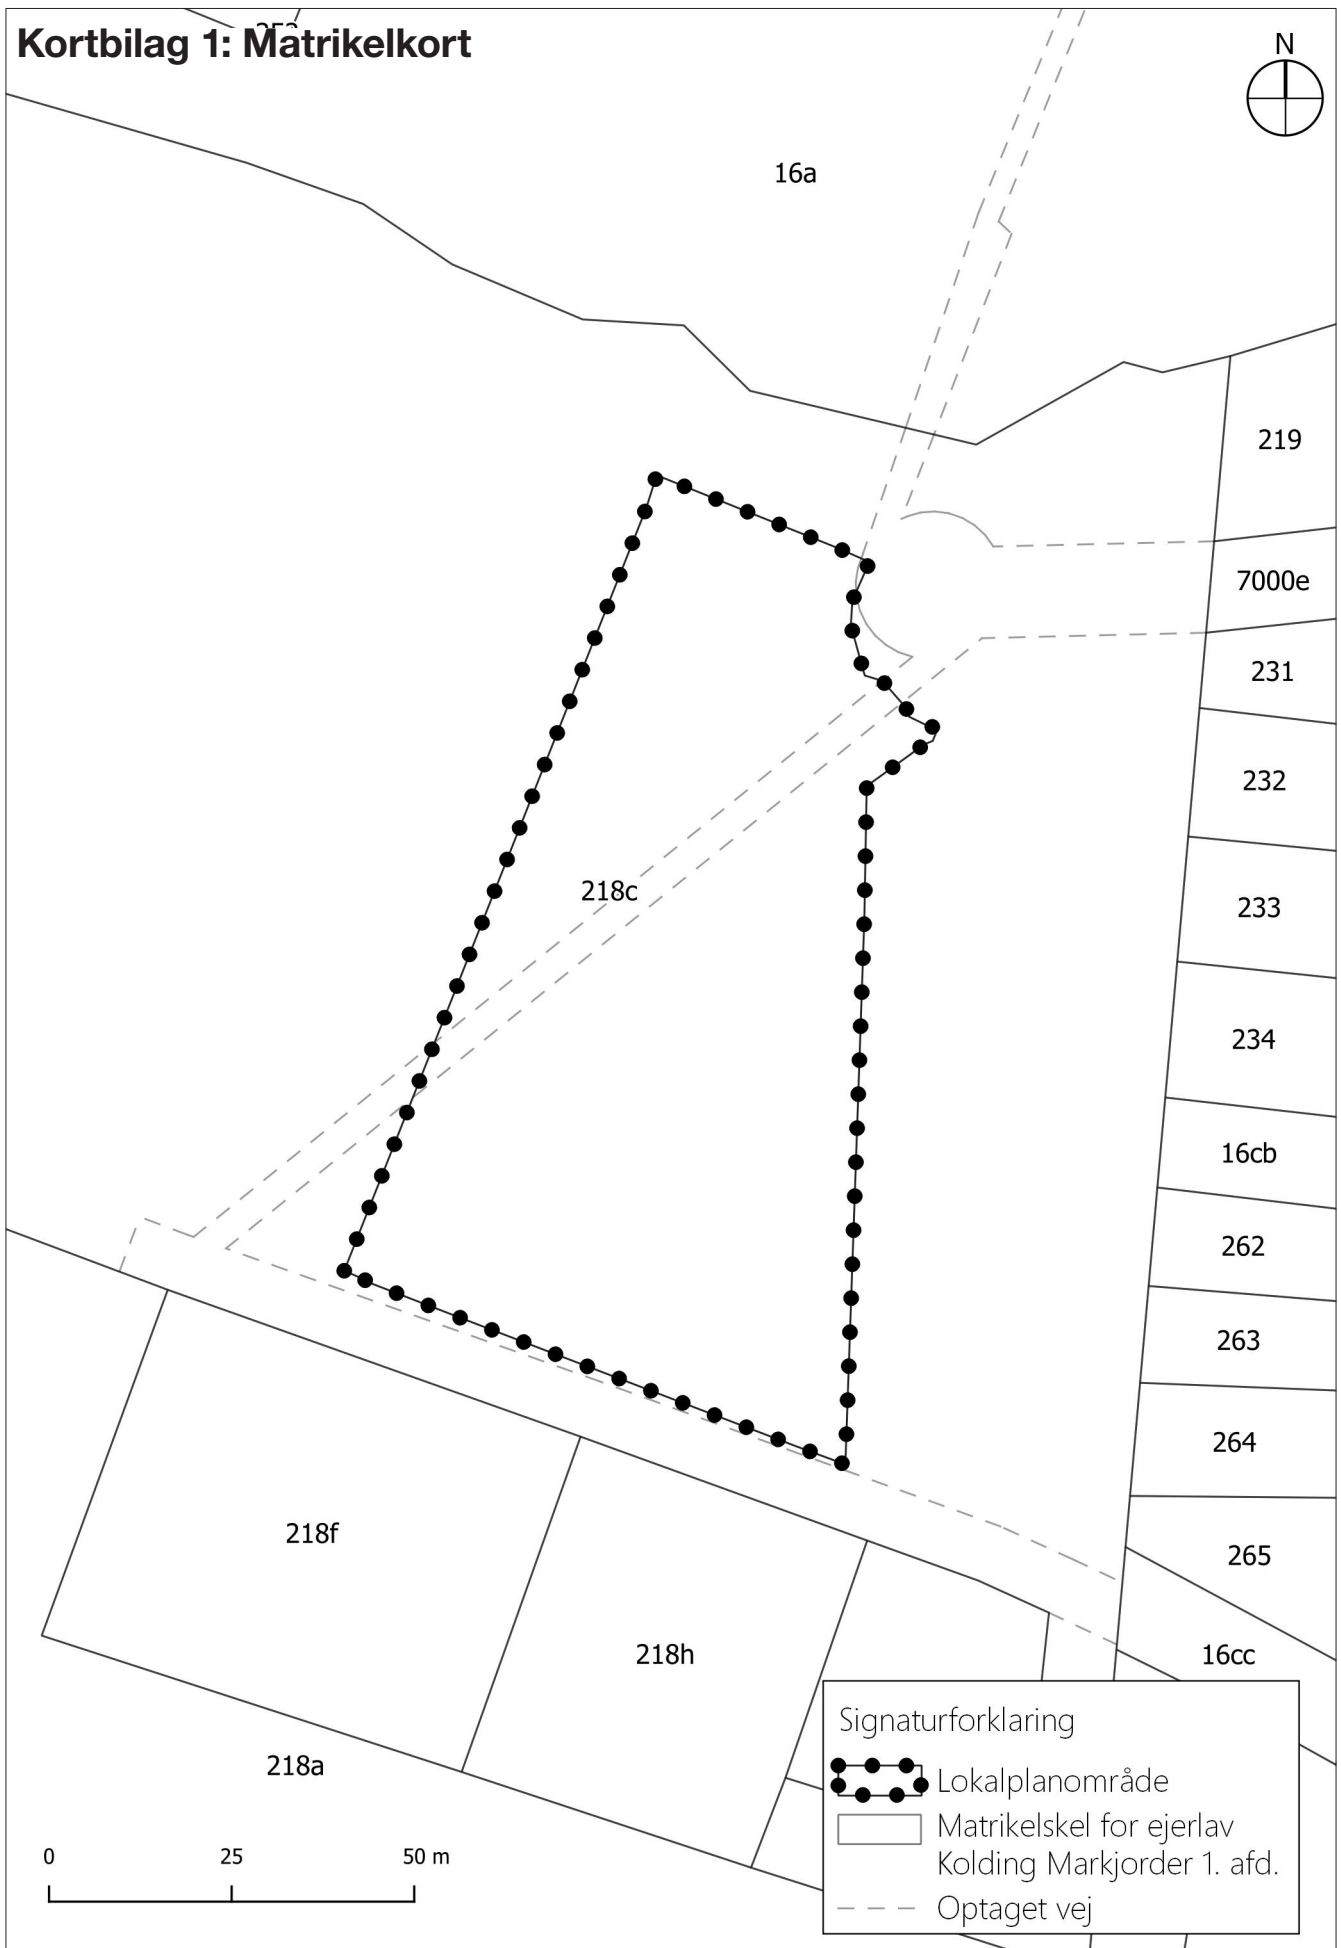 Kortbilag 1: Matrikelkort
N
16a
219
7000e
231
232
218c
233
234
16cb
262
263
264
218f
265
218h
16cc
218a
Signaturforklaring
Lokalplanområde
Matrikelskel for ejerlav
Kolding Markjorder 1. afd.
Optaget vej
0 25 50 m